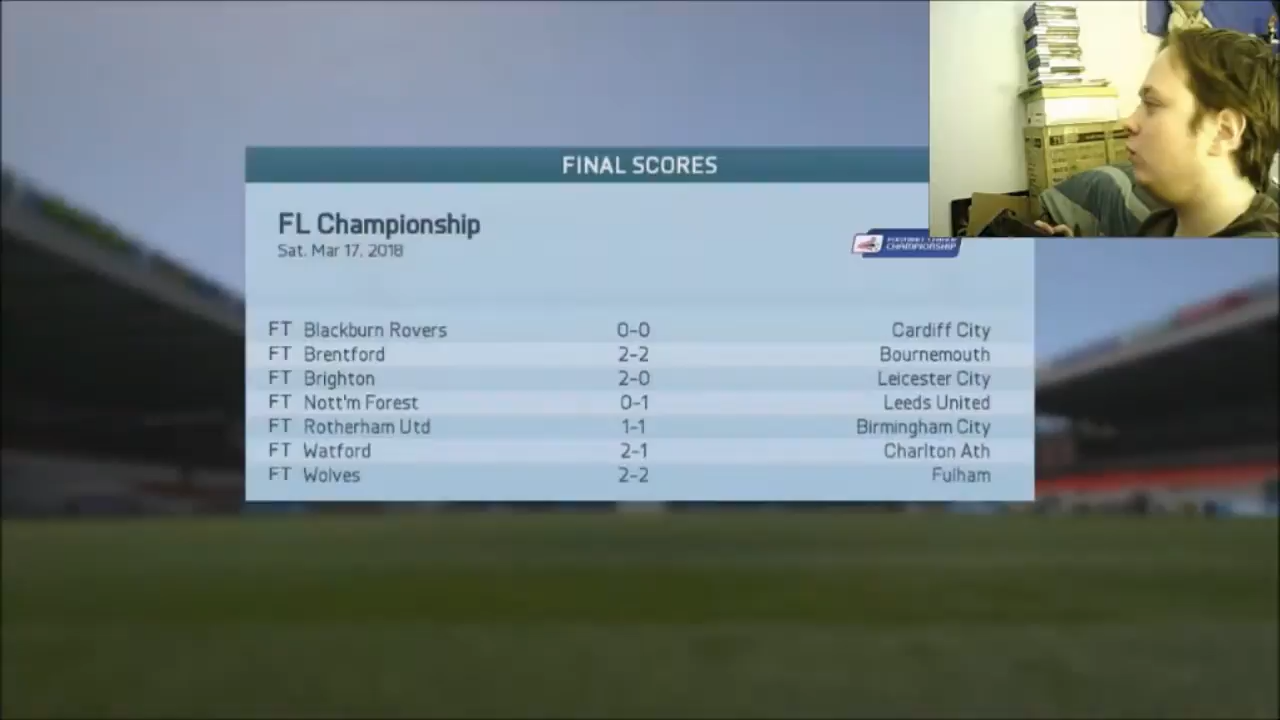 FINAL SCORES
FL Championship
Sat. Mar 17, 2018
CHAMPIONSHIP
FT Blackburn Rovers 0-0 Cardiff City
FT Brentford 2-2 Bournemouth
FT Brighton 2-0 Leicester City
FT Nott'm Forest 0-1 Leeds United
FT Rotherham Utd 1-1 Birmingham City
FT Watford 2-1 Charlton Ath
FT Wolves 2-2 Fulham